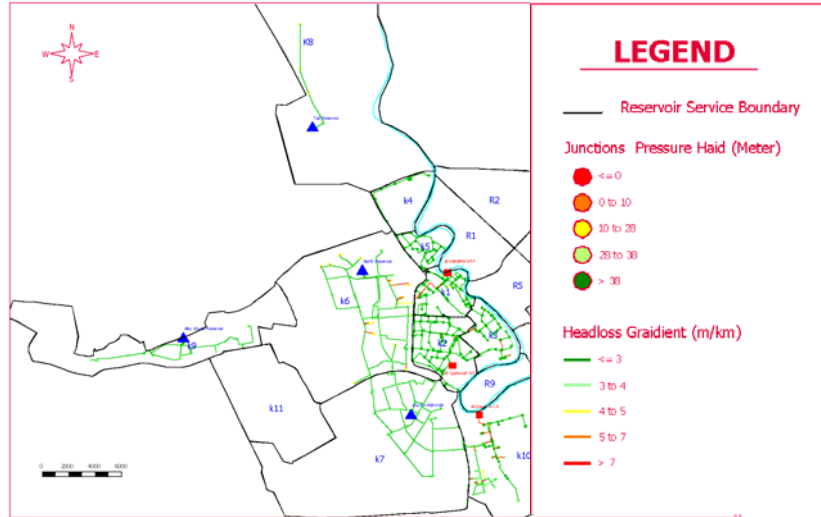 N
W E
S
K8
k4
R2
R1
k5
k1
R5
k6
k2
k3
k9
R9
k11
k7
k10
0 2000 4000 6000
LEGEND
Reservoir Service Boundary
Junctions Pressure Haid (Meter)
<= 0
0 to 10
10 to 28
28 to 38
> 38
Headloss Graidient (m/km)
<= 3
3 to 4
4 to 5
5 to 7
> 7